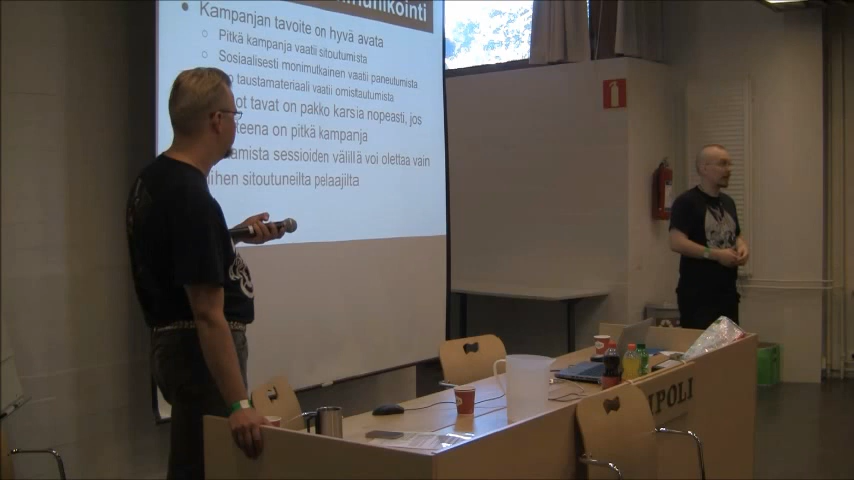 • Kampanjan tavoite on hyvä avata
○ Pitkä kampanja vaatii sitoutumista
○ Sosiaalisesti monimutkainen vaatii paneutumista
taustamateriaali vaatii omistautumista
tavat on pakko karsia nopeasti, jos
on pitkä kampanja
sessioiden välillä voi olettaa vain
sitoutuneilta pelaajilta
IPOLI